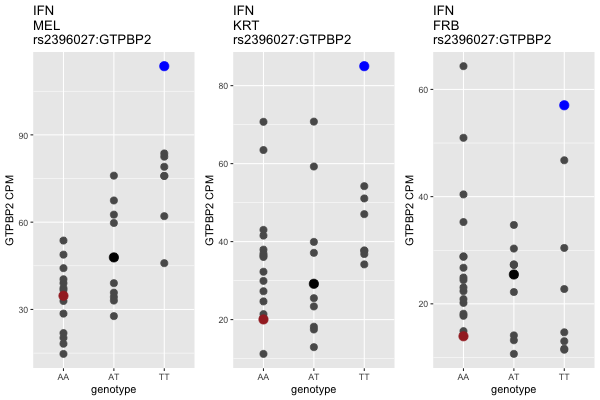 IFN
MEL
rs2396027:GTPBP2
GTPBP2 CPM
90
60
30
AA AT TT
genotype
IFN
KRT
rs2396027:GTPBP2
GTPBP2 CPM
80
60
40
20
AA AT TT
genotype
IFN
FRB
rs2396027:GTPBP2
GTPBP2 CPM
60
40
20
AA AT TT
genotype